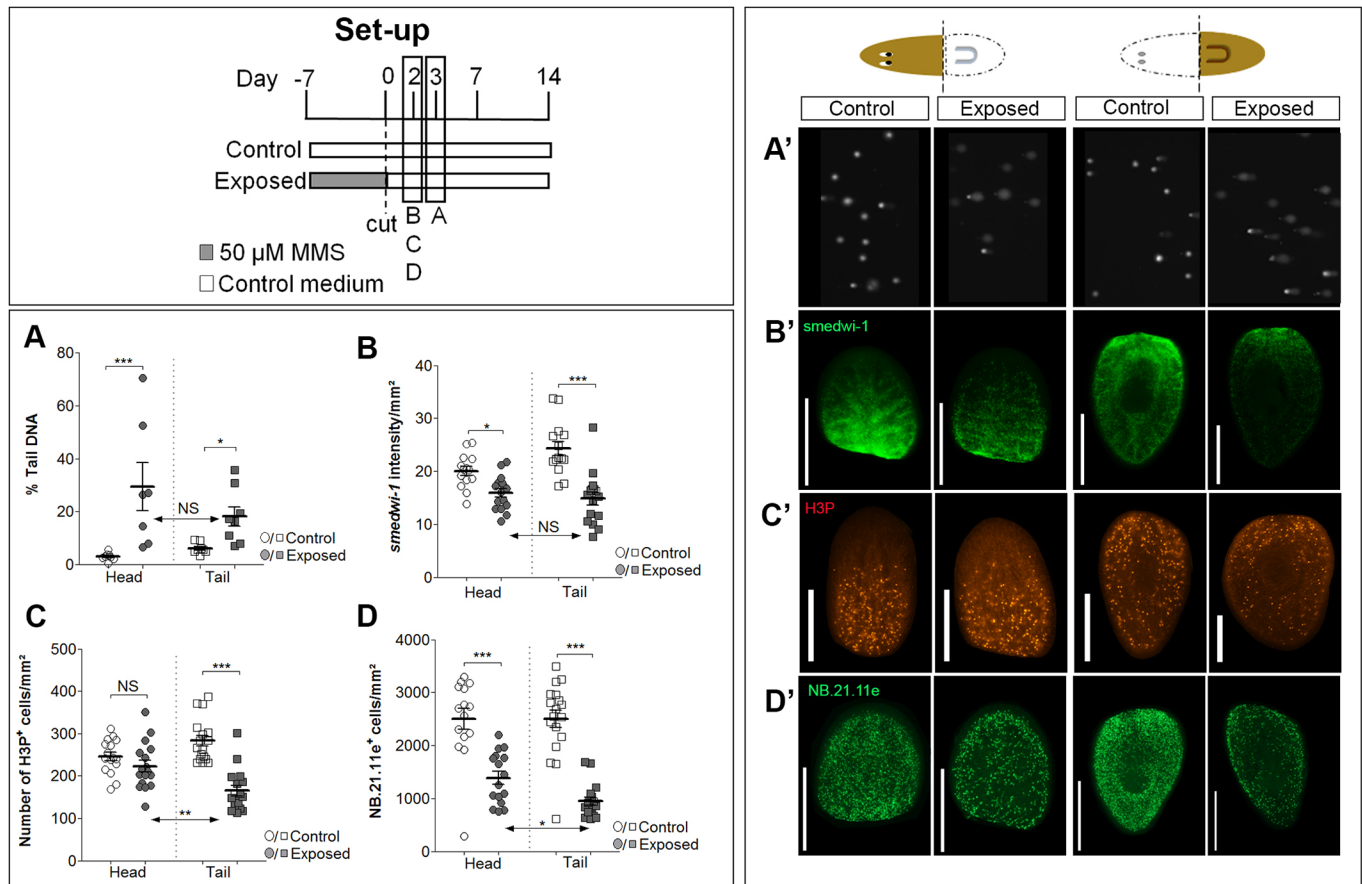 Set-up
Day -7 0 2 3 7 14
Control
Exposed
cut B A
C
D
50 µM MMS
Control medium
A
80
60
40
20
0
% Tail DNA
***
*
NS
○/□ Control
●/■ Exposed
Head Tail
B
40
30
20
10
0
smedwi-1 intensity/mm²
*
***
NS
○/□ Control
●/■ Exposed
Head Tail
C
500
400
300
200
100
0
Number of H3P⁺ cells/mm²
NS
***
**
○/□ Control
●/■ Exposed
Head Tail
D
4000
3000
2000
1000
0
NB.21.11e⁺ cells/mm²
***
***
*
○/□ Control
●/■ Exposed
Head Tail
Control Exposed Control Exposed
A'
B'
smedwi-1
C'
H3P
D'
NB.21.11e